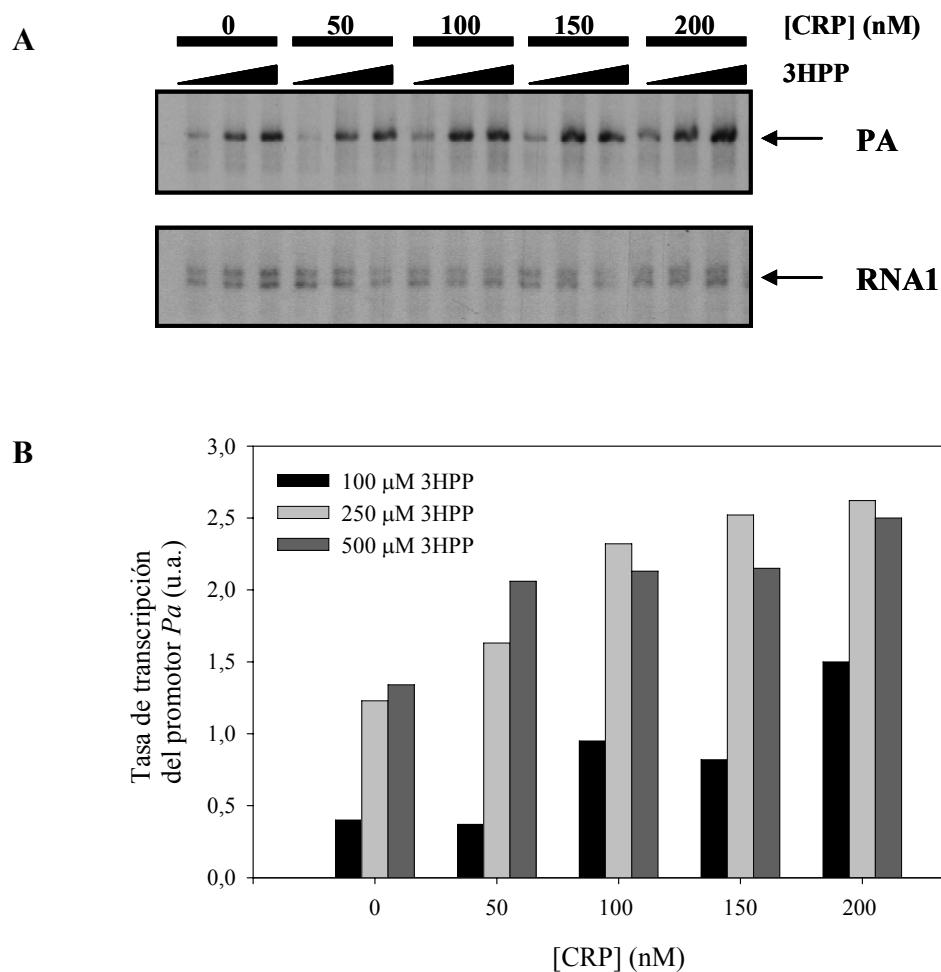 A
0 50 100 150 200 [CRP] (nM)
3HPP
PA
RNA1
B
3,0
2,5
2,0
1,5
1,0
0,5
0,0
100 µM 3HPP
250 µM 3HPP
500 µM 3HPP
Tasa de transcripción
del promotor Pa (u.a.)
0 50 100 150 200
[CRP] (nM)